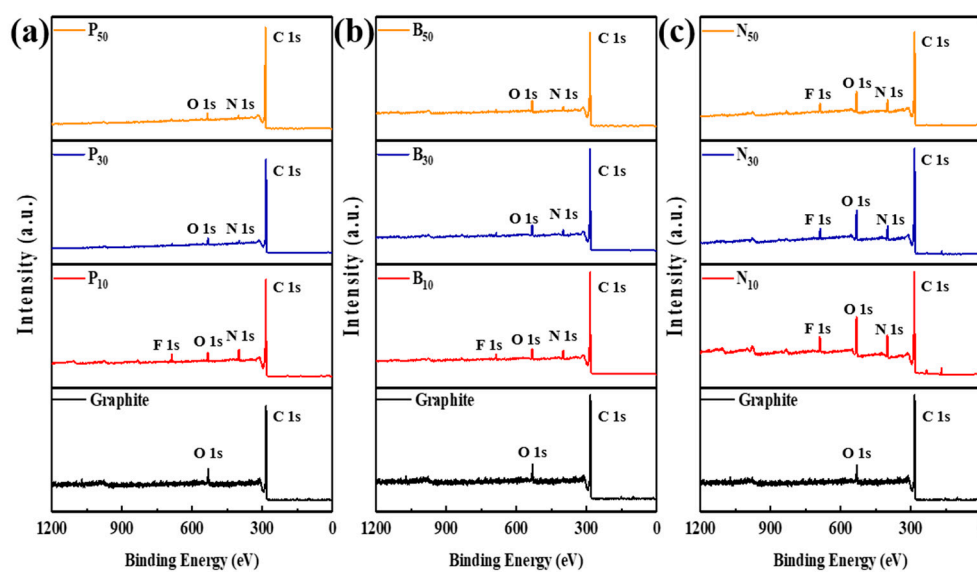 (a)
P50
C 1s
O 1s
N 1s
P30
C 1s
O 1s
N 1s
P10
C 1s
F 1s
O 1s
N 1s
Graphite
C 1s
O 1s
Intensity (a.u.)
1200 900 600 300 0
Binding Energy (eV)
(b)
B50
C 1s
O 1s
N 1s
B30
C 1s
O 1s
N 1s
B10
C 1s
F 1s
O 1s
N 1s
Graphite
C 1s
O 1s
Intensity (a.u.)
1200 900 600 300 0
Binding Energy (eV)
(c)
N50
C 1s
F 1s
O 1s
N 1s
N30
C 1s
F 1s
O 1s
N 1s
N10
C 1s
F 1s
O 1s
N 1s
Graphite
C 1s
O 1s
Intensity (a.u.)
1200 900 600 300
Binding Energy (eV)